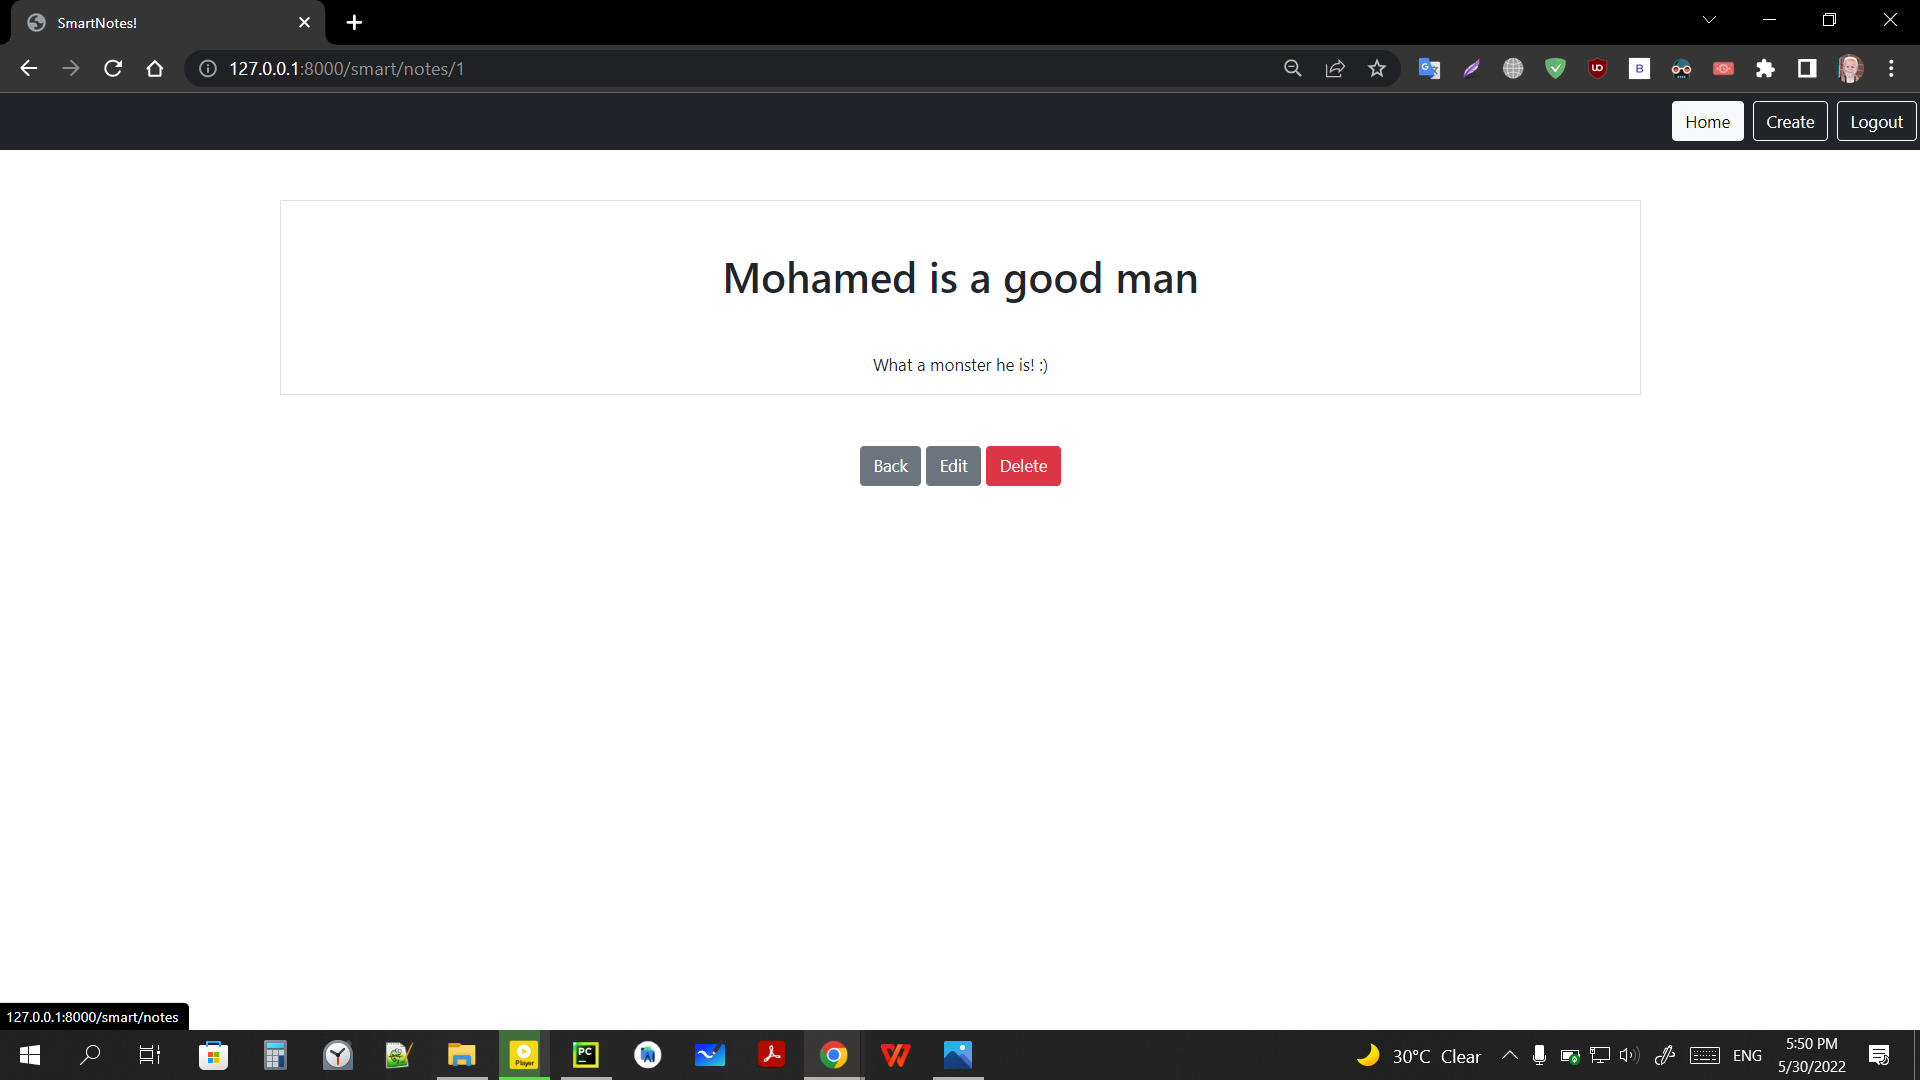 SmartNotes!
127.0.0.1:8000/smart/notes/1
Home Create Logout
Mohamed is a good man
What a monster he is! :)
Back Edit Delete
127.0.0.1:8000/smart/notes
30°C Clear
ENG
5:50 PM
5/30/2022